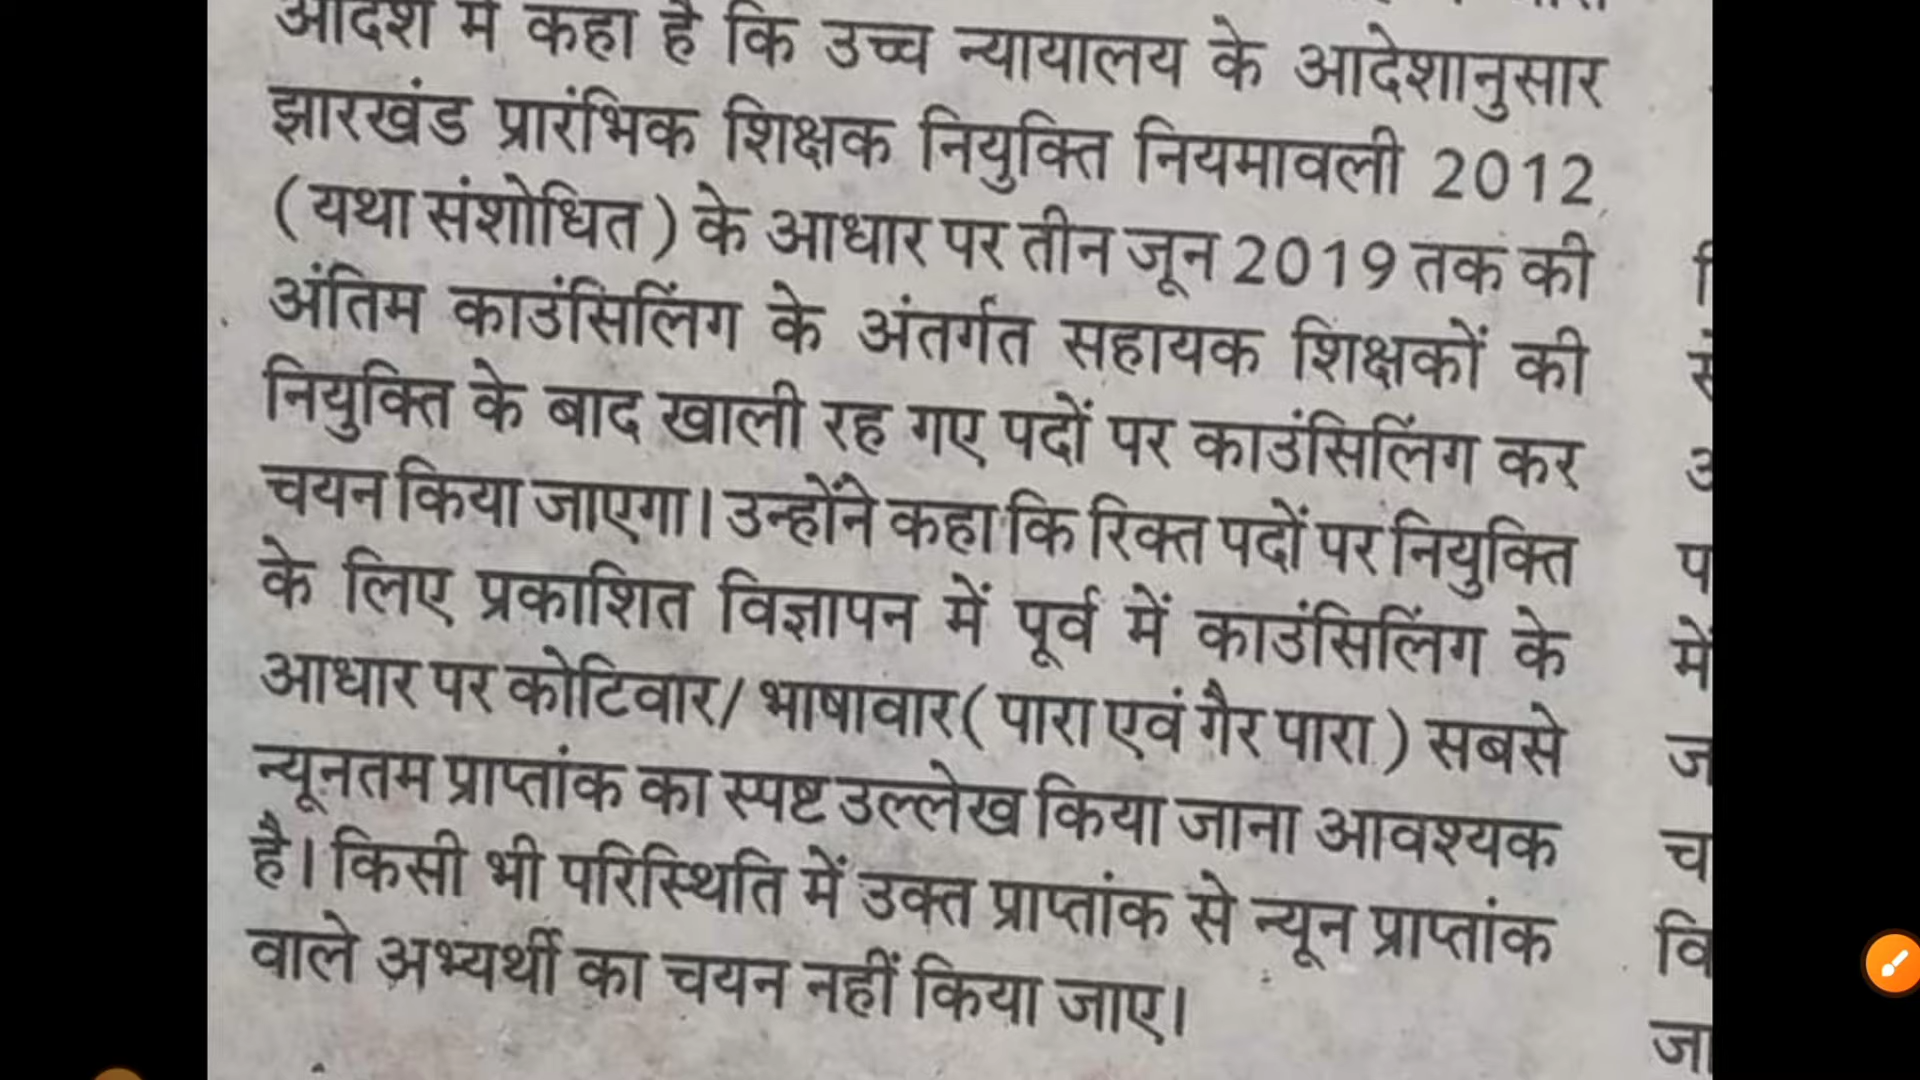 आदेश में कहा है कि उच्च न्यायालय के आदेशानुसार
झारखंड प्रारंभिक शिक्षक नियुक्ति नियमावली 2012
(यथा संशोधित) के आधार पर तीन जून 2019 तक की
अंतिम काउंसिलिंग के अंतर्गत सहायक शिक्षकों की
नियुक्ति के बाद खाली रह गए पदों पर काउंसिलिंग कर
चयन किया जाएगा। उन्होंने कहा कि रिक्त पदों पर नियुक्ति
के लिए प्रकाशित विज्ञापन में पूर्व में काउंसिलिंग के
आधार पर कोटिवार/ भाषावार( पारा एवं गैर पारा ) सबसे
न्यूनतम प्राप्तांक का स्पष्ट उल्लेख किया जाना आवश्यक
है। किसी भी परिस्थिति में उक्त प्राप्तांक से न्यून प्राप्तांक
वाले अभ्यर्थी का चयन नहीं किया जाए।